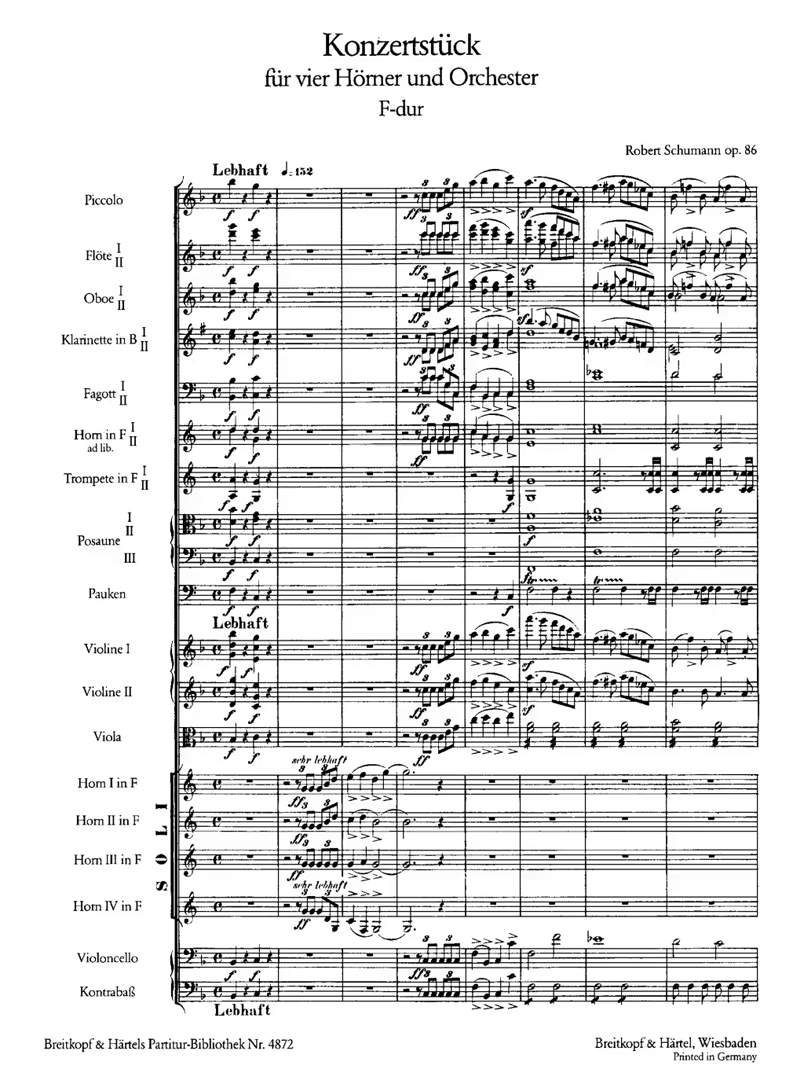 Konzertstück
für vier Hörner und Orchester
F-dur
Robert Schumann op. 86
Lebhaft ♩=132
Piccolo
Flöte I II
Oboe I II
Klarinette in B I II
Fagott I II
Horn in F I II
ad lib.
Trompete in F I II
Posaune I II
III
Pauken
Lebhaft
Violine I
Violine II
Viola
SOLI
sehr lebhaft
Horn I in F
Horn II in F
Horn III in F
sehr lebhaft
Horn IV in F
Violoncello
Kontrabaß
Lebhaft
Breitkopf & Härtels Partitur-Bibliothek Nr. 4872
Breitkopf & Härtel, Wiesbaden
Printed in Germany